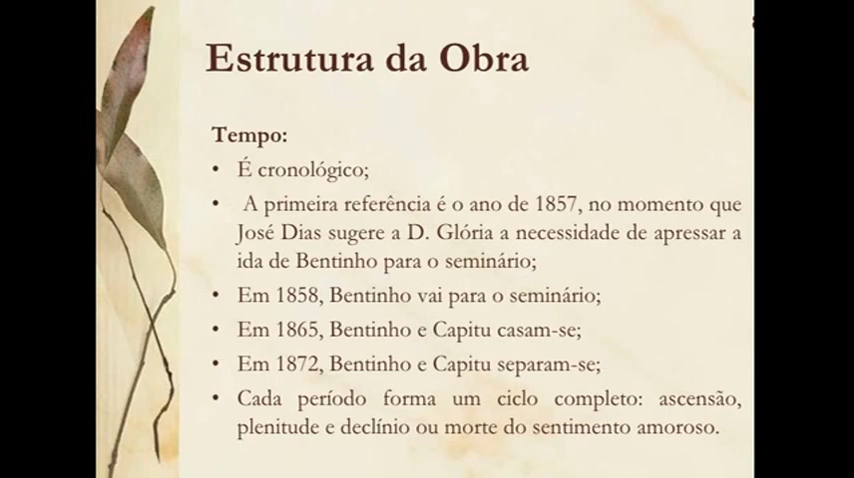 Estrutura da Obra
Tempo:
• É cronológico;
• A primeira referência é o ano de 1857, no momento que
José Dias sugere a D. Glória a necessidade de apressar a
ida de Bentinho para o seminário;
• Em 1858, Bentinho vai para o seminário;
• Em 1865, Bentinho e Capitu casam-se;
• Em 1872, Bentinho e Capitu separam-se;
• Cada período forma um ciclo completo: ascensão,
plenitude e declínio ou morte do sentimento amoroso.